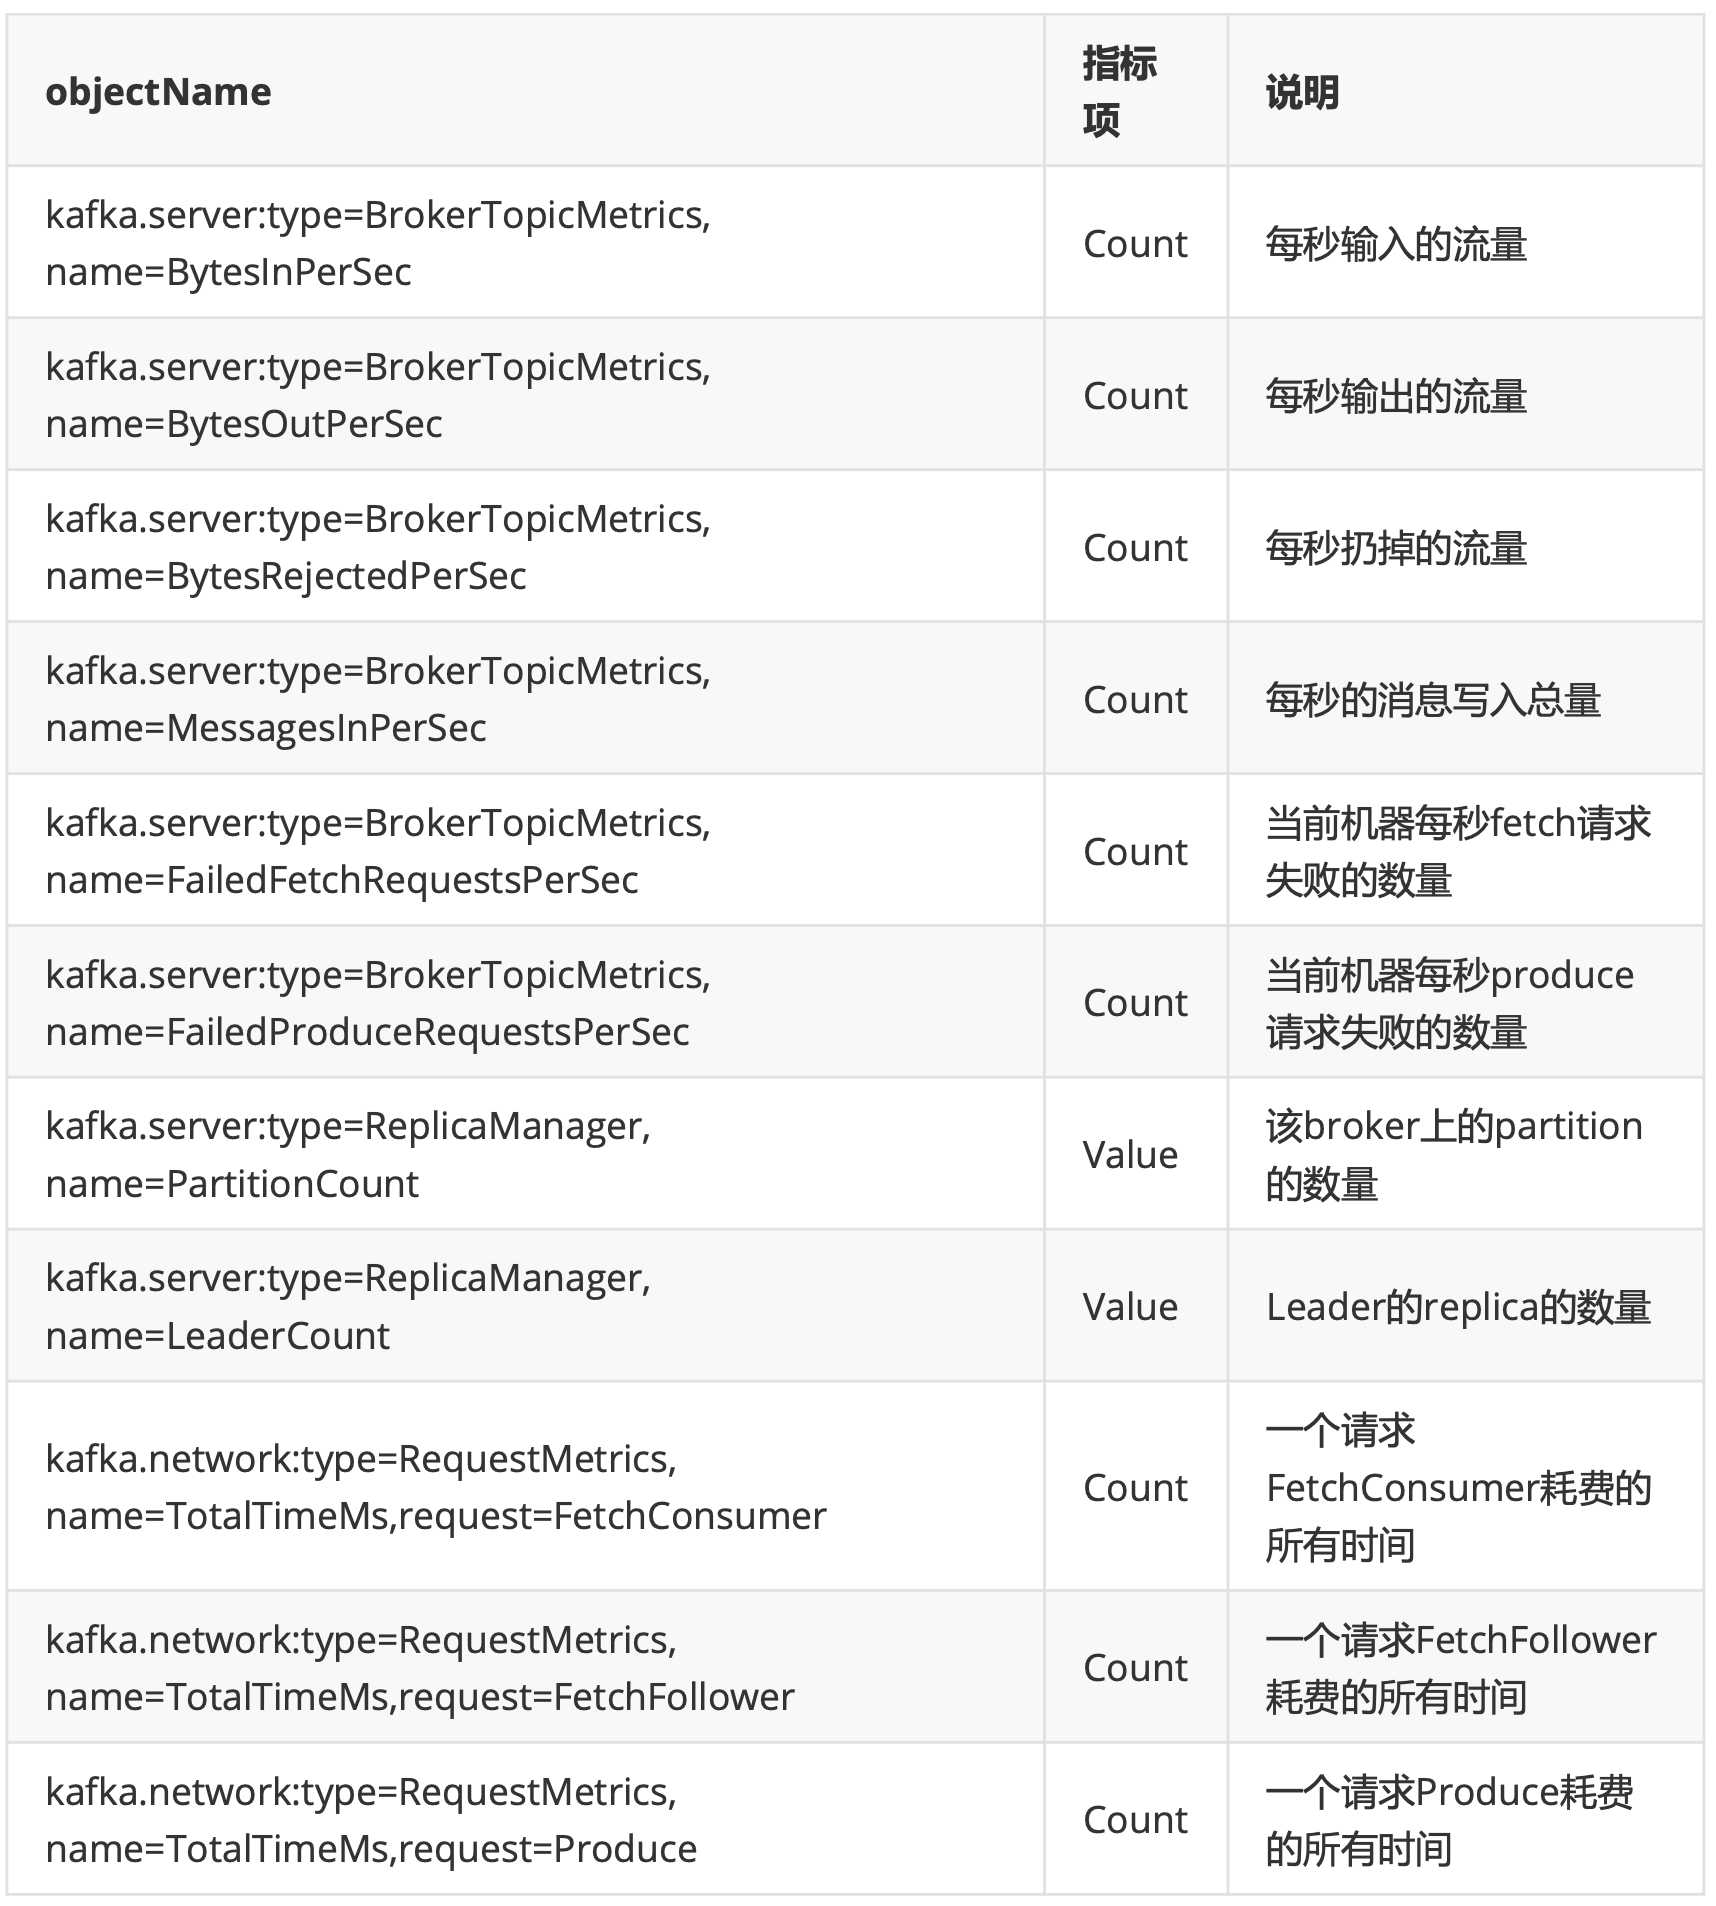 objectName
指标
项
说明
kafka.server:type=BrokerTopicMetrics,
name=BytesInPerSec
Count
每秒输入的流量
kafka.server:type=BrokerTopicMetrics,
name=BytesOutPerSec
Count
每秒输出的流量
kafka.server:type=BrokerTopicMetrics,
name=BytesRejectedPerSec
Count
每秒扔掉的流量
kafka.server:type=BrokerTopicMetrics,
name=MessagesInPerSec
Count
每秒的消息写入总量
kafka.server:type=BrokerTopicMetrics,
name=FailedFetchRequestsPerSec
Count
当前机器每秒fetch请求
失败的数量
kafka.server:type=BrokerTopicMetrics,
name=FailedProduceRequestsPerSec
Count
当前机器每秒produce
请求失败的数量
kafka.server:type=ReplicaManager,
name=PartitionCount
Value
该broker上的partition
的数量
kafka.server:type=ReplicaManager,
name=LeaderCount
Value
Leader的replica的数量
kafka.network:type=RequestMetrics,
name=TotalTimeMs,request=FetchConsumer
Count
一个请求
FetchConsumer耗费的
所有时间
kafka.network:type=RequestMetrics,
name=TotalTimeMs,request=FetchFollower
Count
一个请求FetchFollower
耗费的所有时间
kafka.network:type=RequestMetrics,
name=TotalTimeMs,request=Produce
Count
一个请求Produce耗费
的所有时间